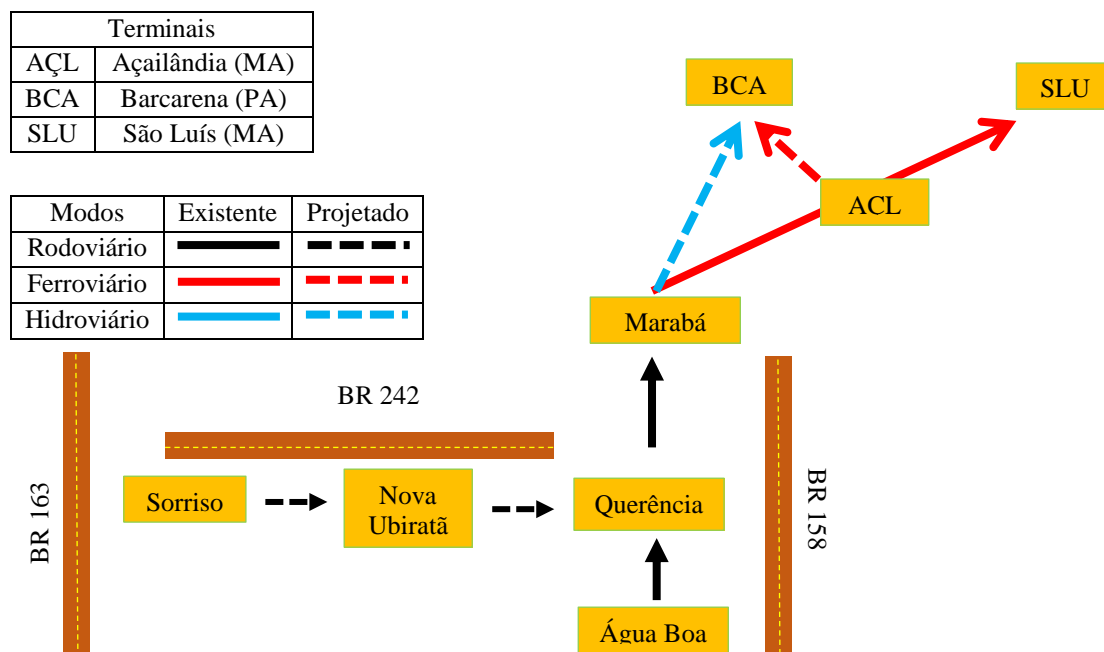 Terminais
AÇL Açailândia (MA)
BCA Barcarena (PA)
SLU São Luís (MA)
BCA
SLU
ACL
Modos Existente Projetado
Rodoviário
Ferroviário
Hidroviário
Marabá
BR 242
BR 163
BR 158
Sorriso
Nova
Ubiratã
Querência
Água Boa